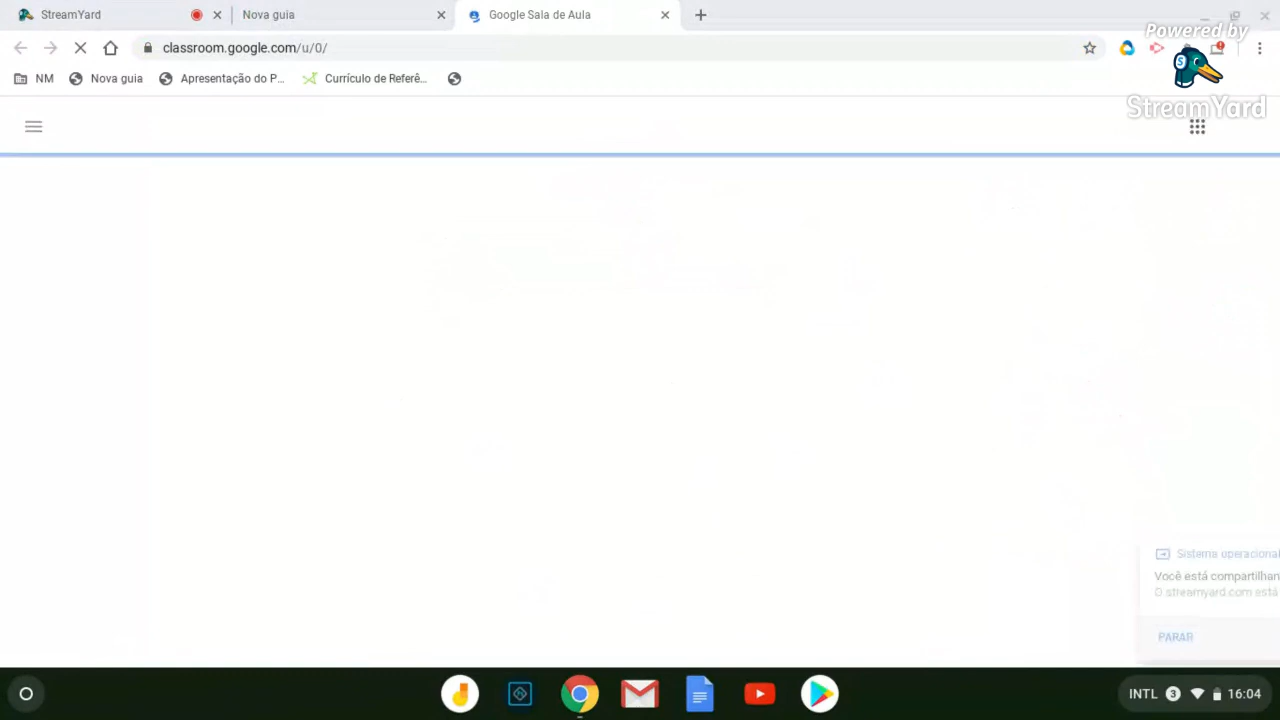 StreamYard
Nova guia
Google Sala de Aula
classroom.google.com/u/0/
Powered by
StreamYard
NM
Nova guia
Apresentação do P...
Currículo de Referê...
Sistema operacional
Você está compartilhan
O streamyard.com está
PARAR
INTL 3 16:04